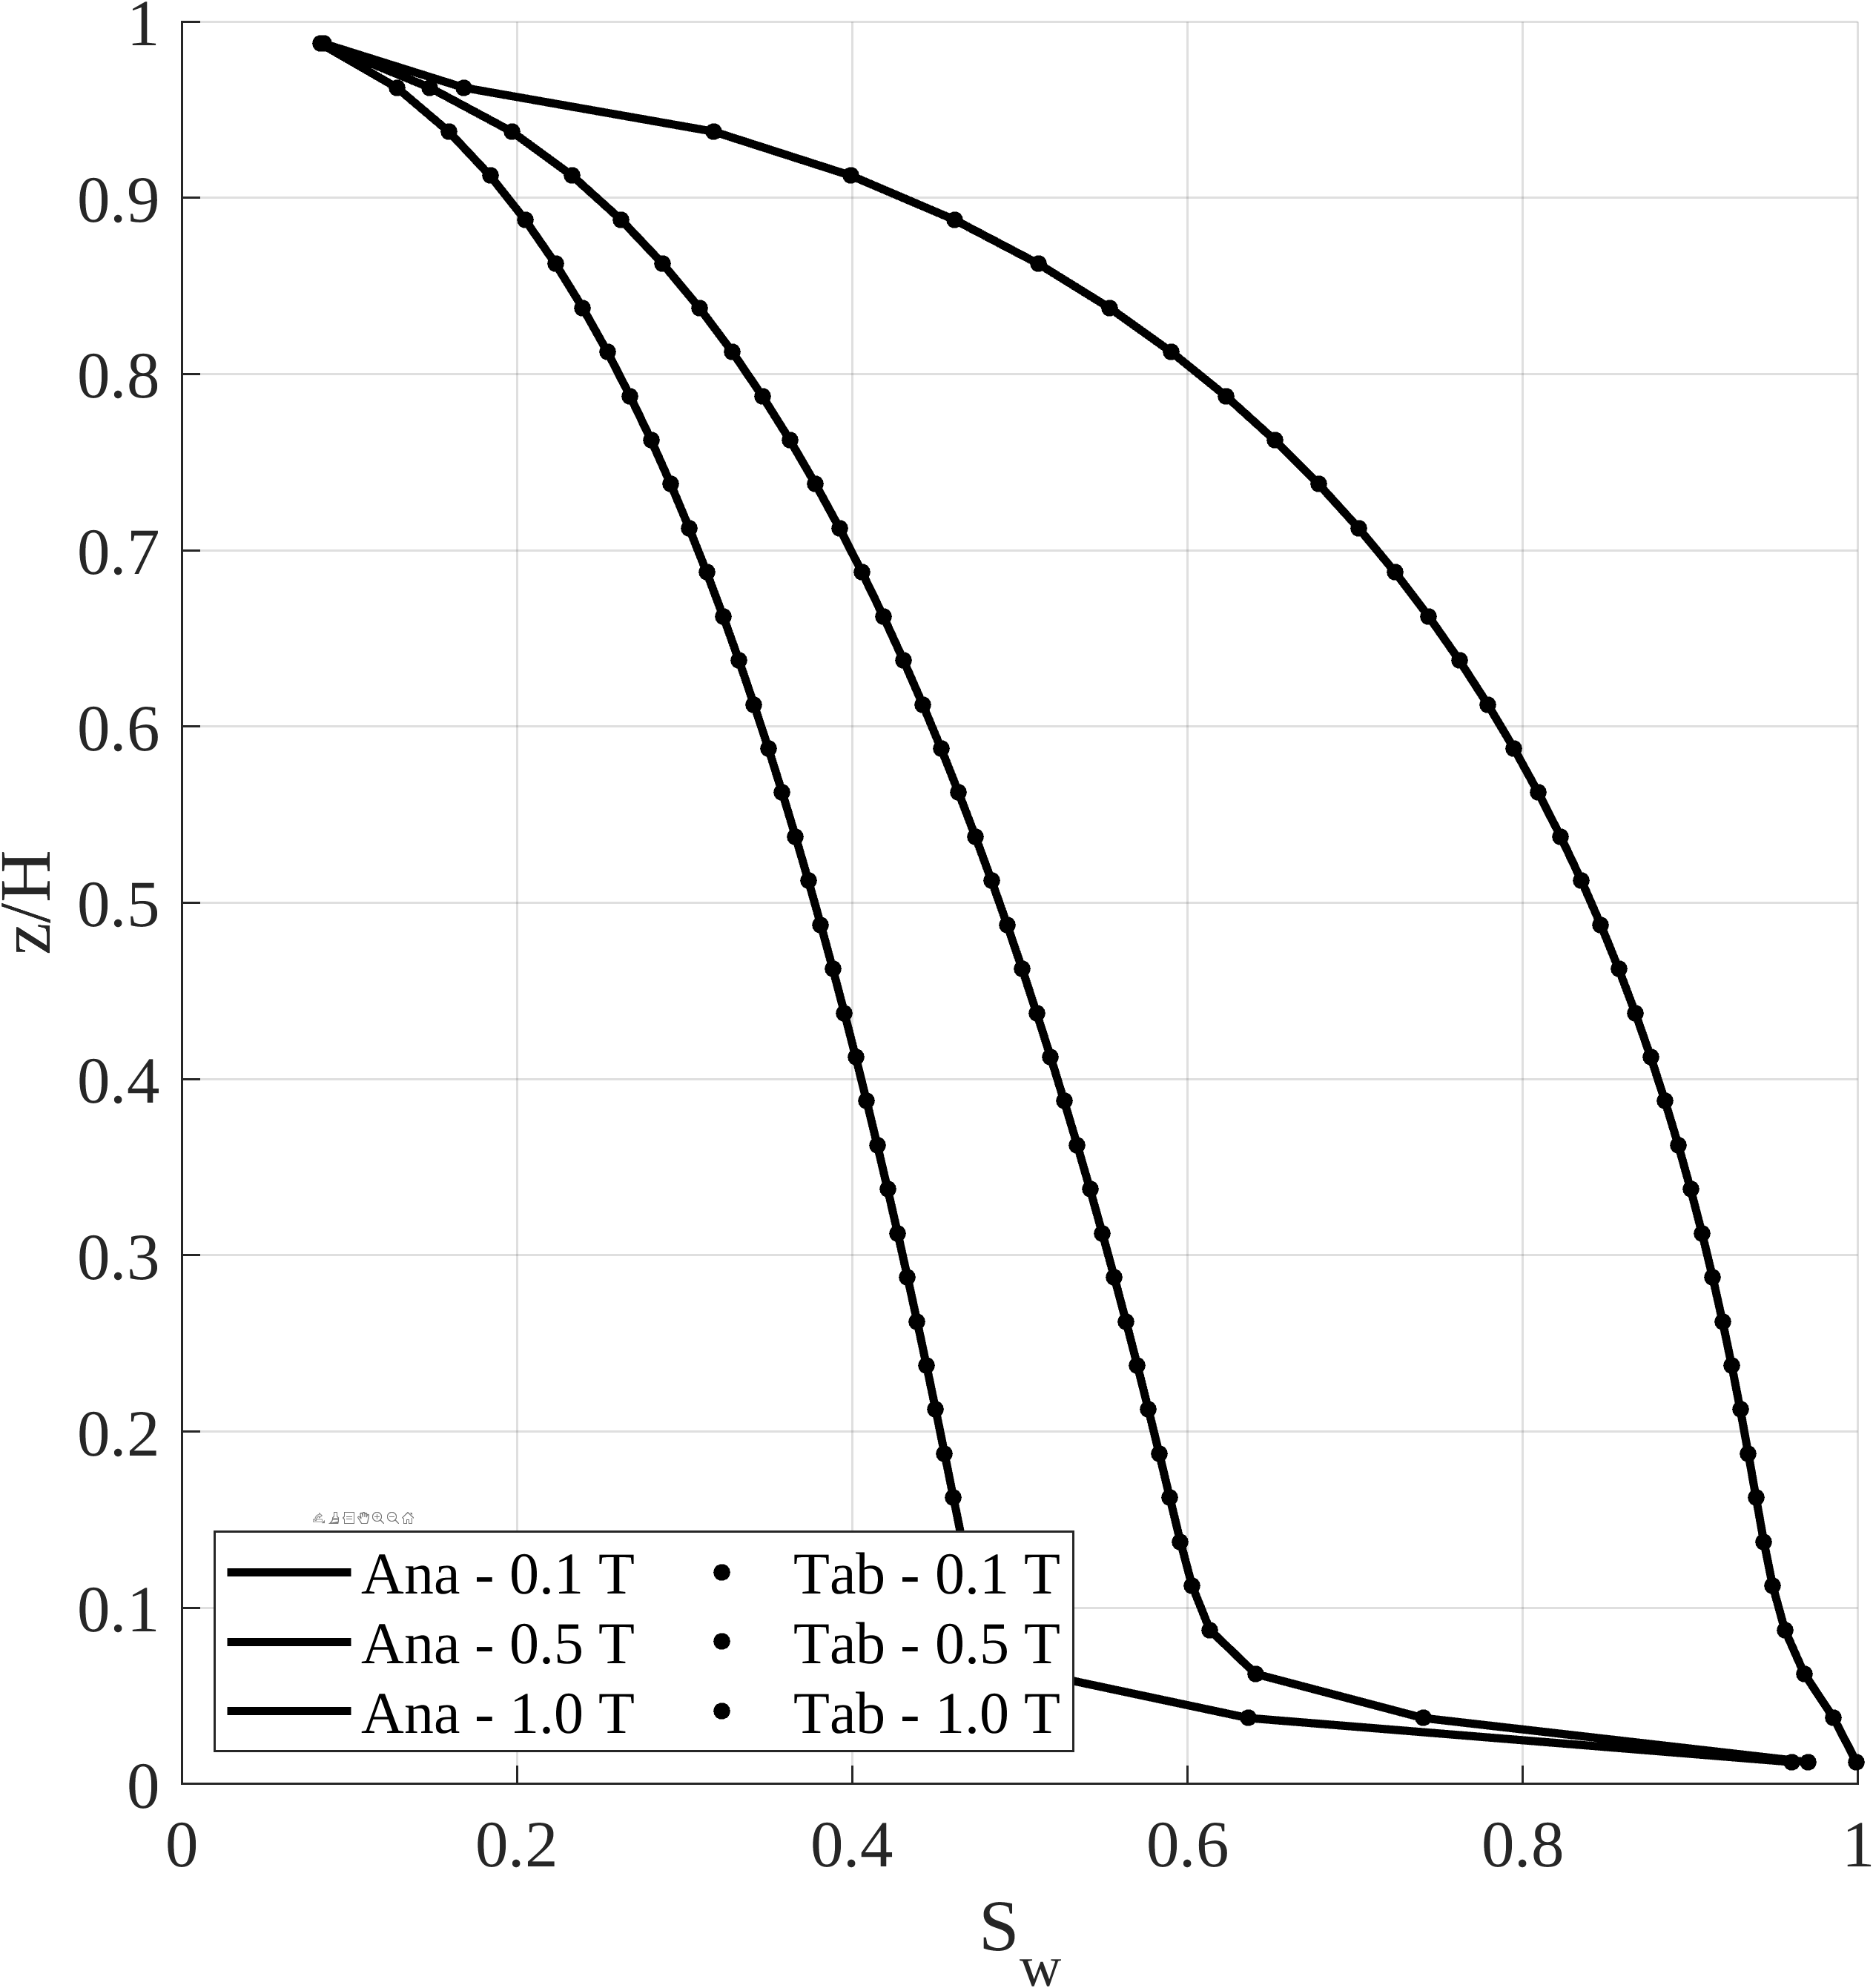 1
0.9
0.8
0.7
0.6
0.5
0.4
0.3
0.2
0.1
0
z/H
Ana - 0.1 T Tab - 0.1 T
Ana - 0.5 T Tab - 0.5 T
Ana - 1.0 T Tab - 1.0 T
0 0.2 0.4 0.6 0.8 1
S_w